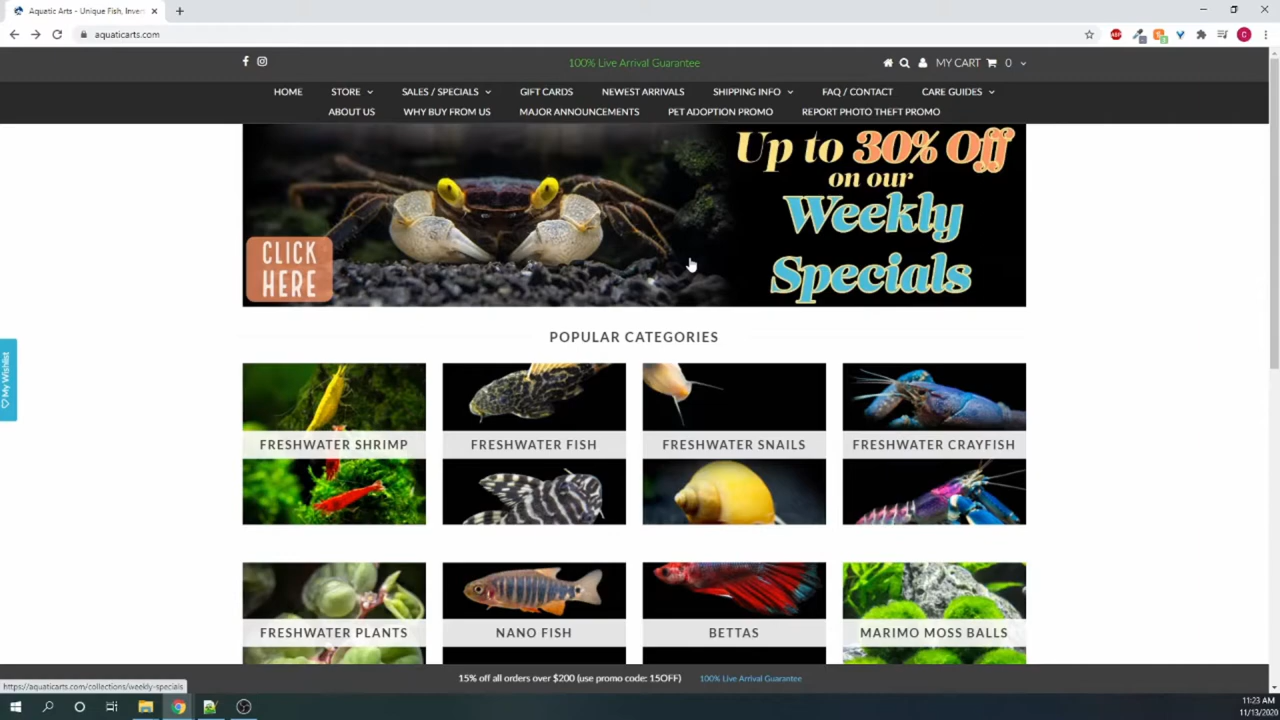 Aquatic Arts - Unique Fish, Inver
aquaticarts.com
100% Live Arrival Guarantee
MY CART 0
HOME STORE SALES / SPECIALS GIFT CARDS NEWEST ARRIVALS SHIPPING INFO FAQ / CONTACT CARE GUIDES
ABOUT US WHY BUY FROM US MAJOR ANNOUNCEMENTS PET ADOPTION PROMO REPORT PHOTO THEFT PROMO
Up to 30% Off
on our
Weekly
Specials
CLICK
HERE
My Wishlist
POPULAR CATEGORIES
FRESHWATER SHRIMP FRESHWATER FISH FRESHWATER SNAILS FRESHWATER CRAYFISH
FRESHWATER PLANTS NANO FISH BETTAS MARIMO MOSS BALLS
15% off all orders over $200 (use promo code: 15OFF) 100% Live Arrival Guarantee
https://aquaticarts.com/collections/weekly-specials
11:23 AM
11/13/2020